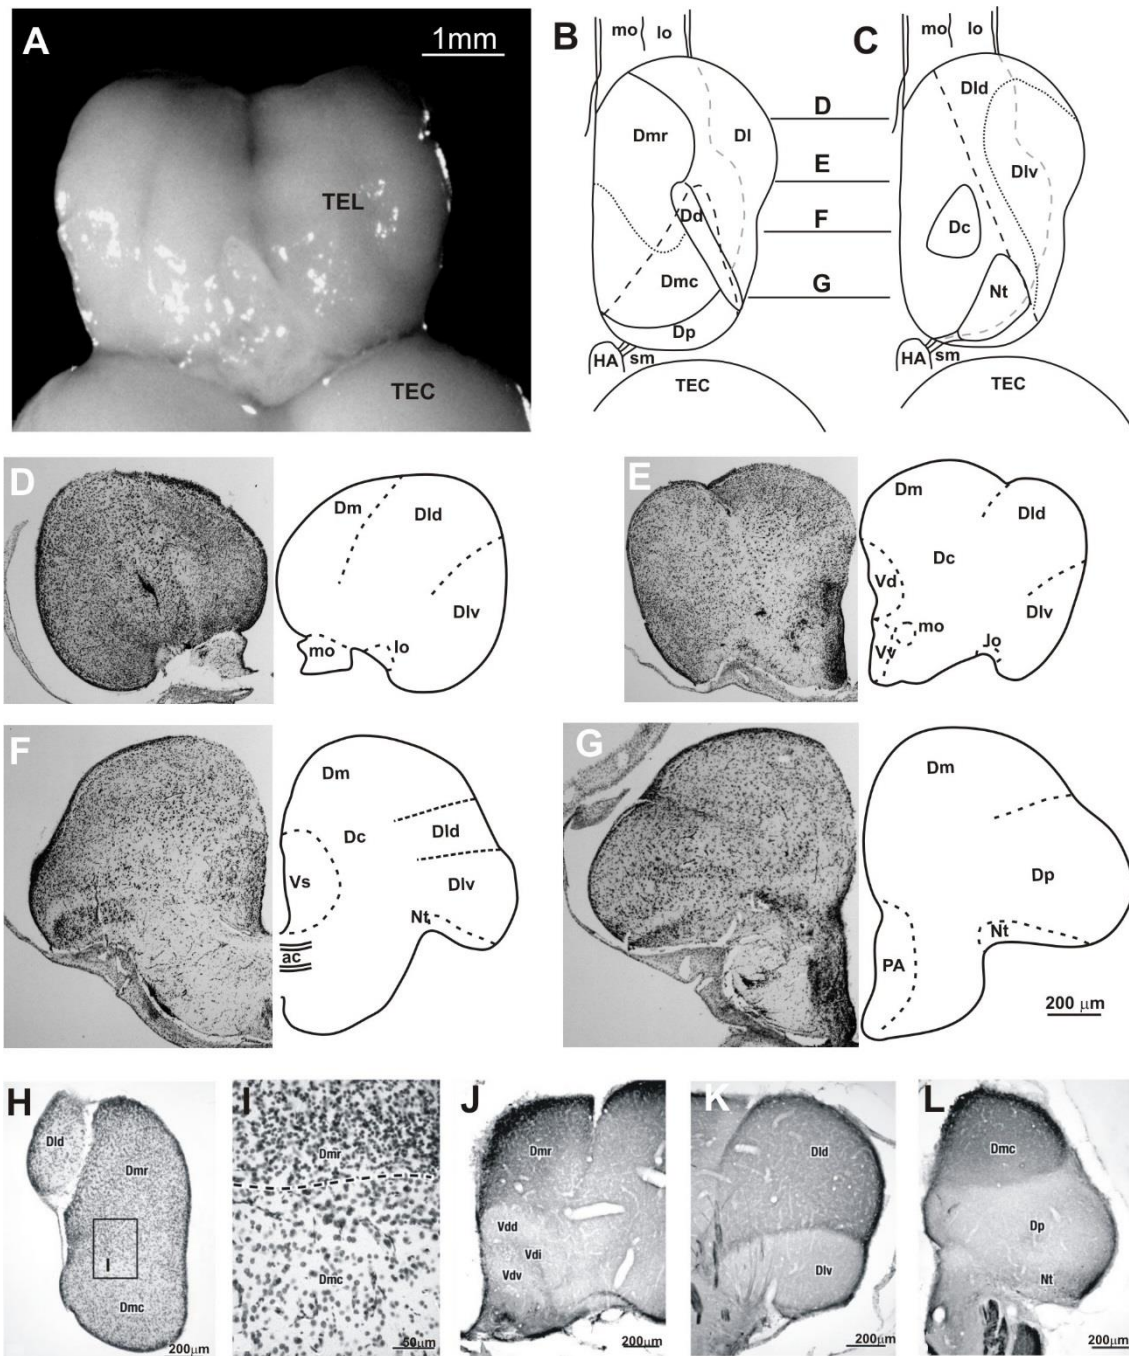 A
1mm
TEL
TEC
B
mo
lo
Dmr
Dl
Dd
Dmc
Dp
HA
sm
TEC
D
E
F
G
C
mo
lo
Dld
Dlv
Dc
Nt
HA
sm
TEC
D
Dm
Dld
Dlv
mo
lo
E
Dm
Dld
Dc
Vd
Dlv
mo
Vv
lo
F
Dm
Dc
Dld
Vs
Dlv
Nt
ac
G
Dm
Dp
Nt
PA
200 μm
H
Dld
Dmr
I
Dmc
200μm
I
Dmr
Dmc
50μm
J
Dmr
Vdd
Vdi
Vdv
200μm
K
Dld
Dlv
200μm
L
Dmc
Dp
Nt
200μm